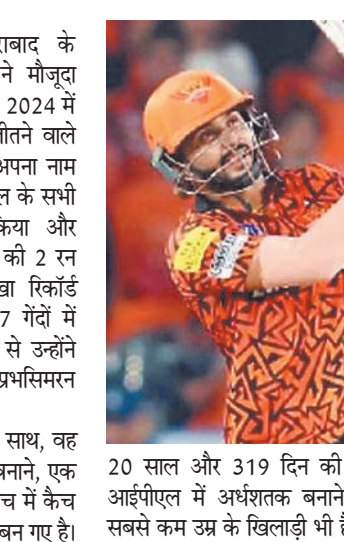 के
ने मौजूदा
2024 में
वाले
अपना नाम
के सभी
और
की 2 रन
रिकॉर्ड
7 गेंदों में
से उन्होंने
प्रभसिमरन
साथ, वह
बनाने, एक
में कैच
बन गए है।
20 साल और 319 दिन की
आईपीएल में अर्धशतक बनाने
सबसे कम उम्र के खिलाड़ी भी